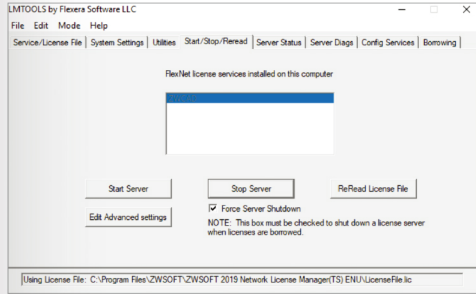 LMTOOLS by Flexera Software LLC
File Edit Mode Help
Service/License File System Settings Utilities Start/Stop/Reread Server Status Server Diags Config Services Borrowing
FlexNet license services installed on this computer
Start Server Stop Server ReRead License File
Edit Advanced settings
Force Server Shutdown
NOTE: This box must be checked to shut down a license server
when licenses are borrowed.
Using License File: C:\Program Files\ZWSOFT\ZWSOFT 2019 Network License Manager(TS) ENU\LicenseFile.lic